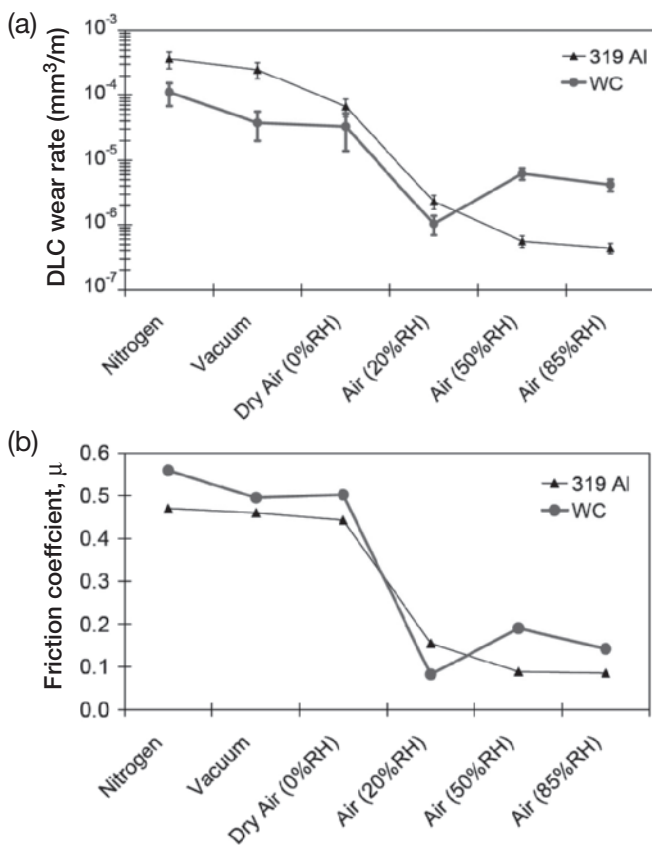 (a)
DLC wear rate (mm³/m)
10⁻³
10⁻⁴
10⁻⁵
10⁻⁶
10⁻⁷
319 Al
WC
Nitrogen
Vacuum
Dry Air (0%RH)
Air (20%RH)
Air (50%RH)
Air (85%RH)
(b)
Friction coeffcient, μ
0.6
0.5
0.4
0.3
0.2
0.1
0.0
319 Al
WC
Nitrogen
Vacuum
Dry Air (0%RH)
Air (20%RH)
Air (50%RH)
Air (85%RH)